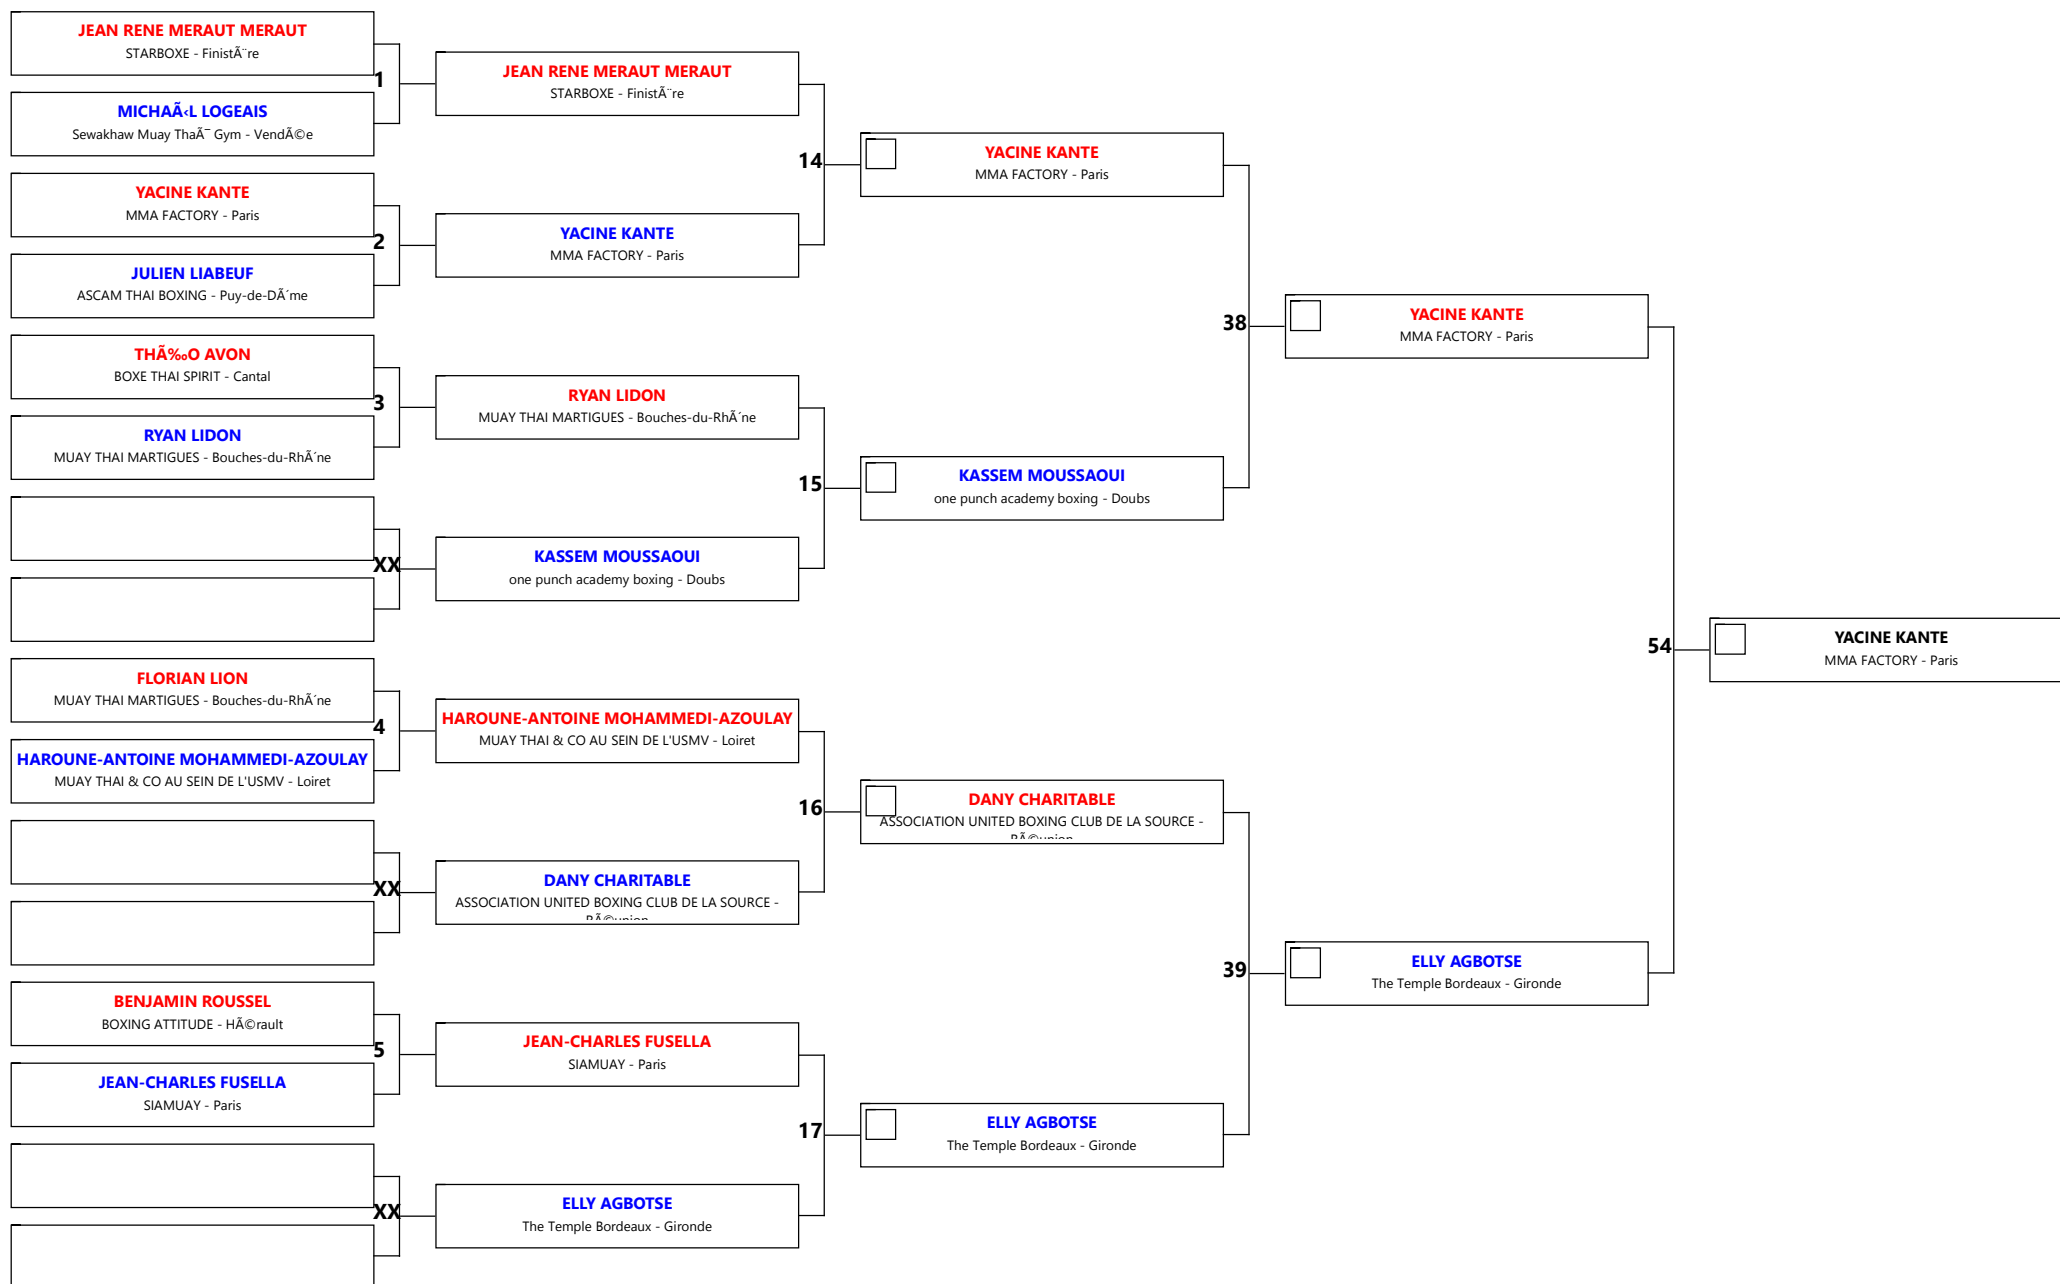 JEAN RENE MERAUT MERAUT
STARBOXE - FinistÃ¨re
1
MICHAÃ‹L LOGEAIS
Sewakhaw Muay ThaÃ¯ Gym - VendÃ©e
YACINE KANTE
MMA FACTORY - Paris
2
JULIEN LIABEUF
ASCAM THAI BOXING - Puy-de-DÃ´me
THÃ‰O AVON
BOXE THAI SPIRIT - Cantal
3
RYAN LIDON
MUAY THAI MARTIGUES - Bouches-du-RhÃ´ne
XX
FLORIAN LION
MUAY THAI MARTIGUES - Bouches-du-RhÃ´ne
4
HAROUNE-ANTOINE MOHAMMEDI-AZOULAY
MUAY THAI & CO AU SEIN DE L'USMV - Loiret
XX
BENJAMIN ROUSSEL
BOXING ATTITUDE - HÃ©rault
5
JEAN-CHARLES FUSELLA
SIAMUAY - Paris
XX
JEAN RENE MERAUT MERAUT
STARBOXE - FinistÃ¨re
14
YACINE KANTE
MMA FACTORY - Paris
RYAN LIDON
MUAY THAI MARTIGUES - Bouches-du-RhÃ´ne
15
KASSEM MOUSSAOUI
one punch academy boxing - Doubs
HAROUNE-ANTOINE MOHAMMEDI-AZOULAY
MUAY THAI & CO AU SEIN DE L'USMV - Loiret
16
DANY CHARITABLE
ASSOCIATION UNITED BOXING CLUB DE LA SOURCE -
RÃ©union
JEAN-CHARLES FUSELLA
SIAMUAY - Paris
17
ELLY AGBOTSE
The Temple Bordeaux - Gironde
YACINE KANTE
MMA FACTORY - Paris
38
KASSEM MOUSSAOUI
one punch academy boxing - Doubs
DANY CHARITABLE
ASSOCIATION UNITED BOXING CLUB DE LA SOURCE -
RÃ©union
39
ELLY AGBOTSE
The Temple Bordeaux - Gironde
YACINE KANTE
MMA FACTORY - Paris
54
ELLY AGBOTSE
The Temple Bordeaux - Gironde
YACINE KANTE
MMA FACTORY - Paris